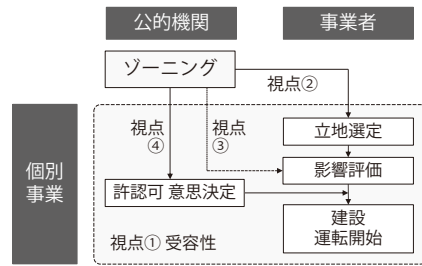 公的機関
事業者
ゾーニング
視点②
視点
④
視点
③
立地選定
個別
事業
影響評価
許認可 意思決定
建設
運転開始
視点① 受容性